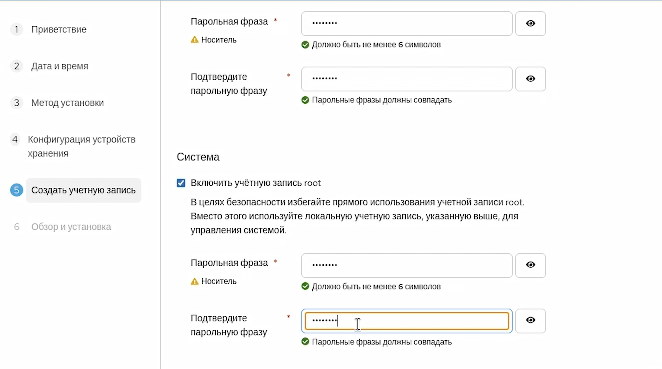 1 Приветствие
2 Дата и время
3 Метод установки
4 Конфигурация устройств
хранения
5 Создать учетную запись
6 Обзор и установка
Парольная фраза *
Носитель
••••••••
Должно быть не менее 6 символов
Подтвердите *
парольную фразу
••••••••
Парольные фразы должны совпадать
Система
Включить учётную запись root
В целях безопасности избегайте прямого использования учетной записи root.
Вместо этого используйте локальную учетную запись, указанную выше, для
управления системой.
Парольная фраза *
Носитель
••••••••
Должно быть не менее 6 символов
Подтвердите *
парольную фразу
••••••••
Парольные фразы должны совпадать